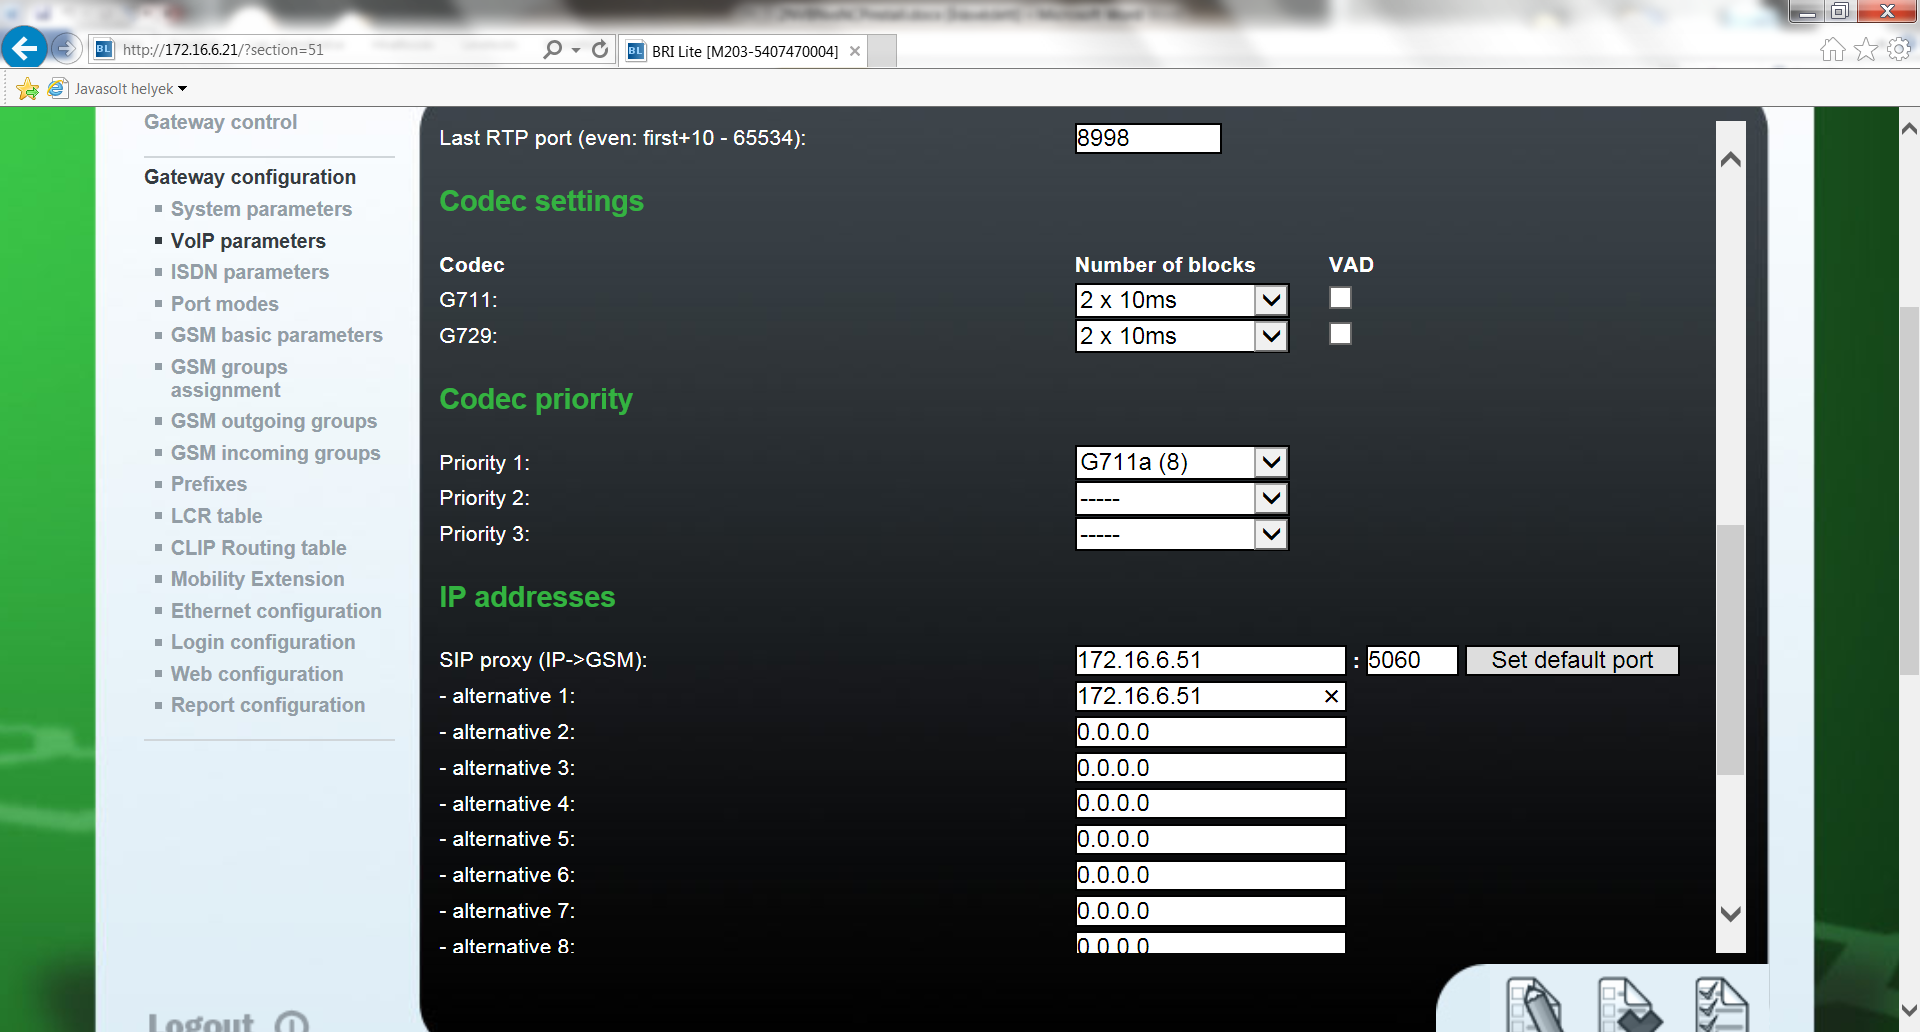 http://172.16.6.21/?section=51
BL BRI Lite [M203-5407470004]
Javasolt helyek
Gateway control
Gateway configuration
System parameters
VoIP parameters
ISDN parameters
Port modes
GSM basic parameters
GSM groups
assignment
GSM outgoing groups
GSM incoming groups
Prefixes
LCR table
CLIP Routing table
Mobility Extension
Ethernet configuration
Login configuration
Web configuration
Report configuration
Logout
Last RTP port (even: first+10 - 65534): 8998
Codec settings
Codec Number of blocks VAD
G711: 2 x 10ms
G729: 2 x 10ms
Codec priority
Priority 1: G711a (8)
Priority 2: -----
Priority 3: -----
IP addresses
SIP proxy (IP->GSM): 172.16.6.51 : 5060 Set default port
- alternative 1: 172.16.6.51
- alternative 2: 0.0.0.0
- alternative 3: 0.0.0.0
- alternative 4: 0.0.0.0
- alternative 5: 0.0.0.0
- alternative 6: 0.0.0.0
- alternative 7: 0.0.0.0
- alternative 8: 0.0.0.0